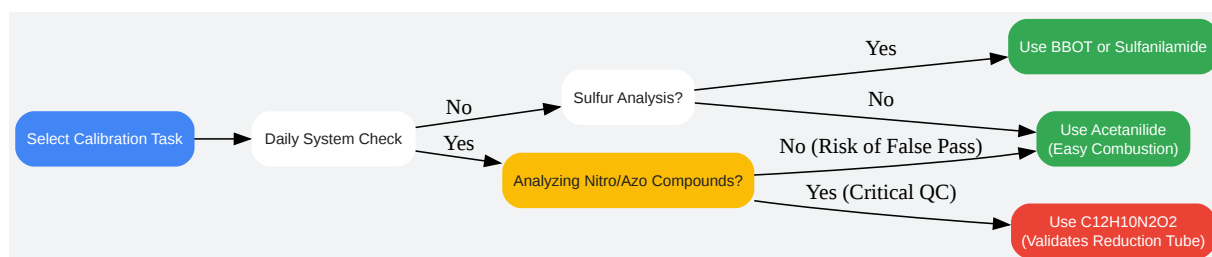 Select Calibration Task
Daily System Check
No
Yes
Sulfur Analysis?
Analyzing Nitro/Azo Compounds?
Yes
No
No (Risk of False Pass)
Yes (Critical QC)
Use BBOT or Sulfanilamide
Use Acetanilide
(Easy Combustion)
Use C12H10N2O2
(Validates Reduction Tube)